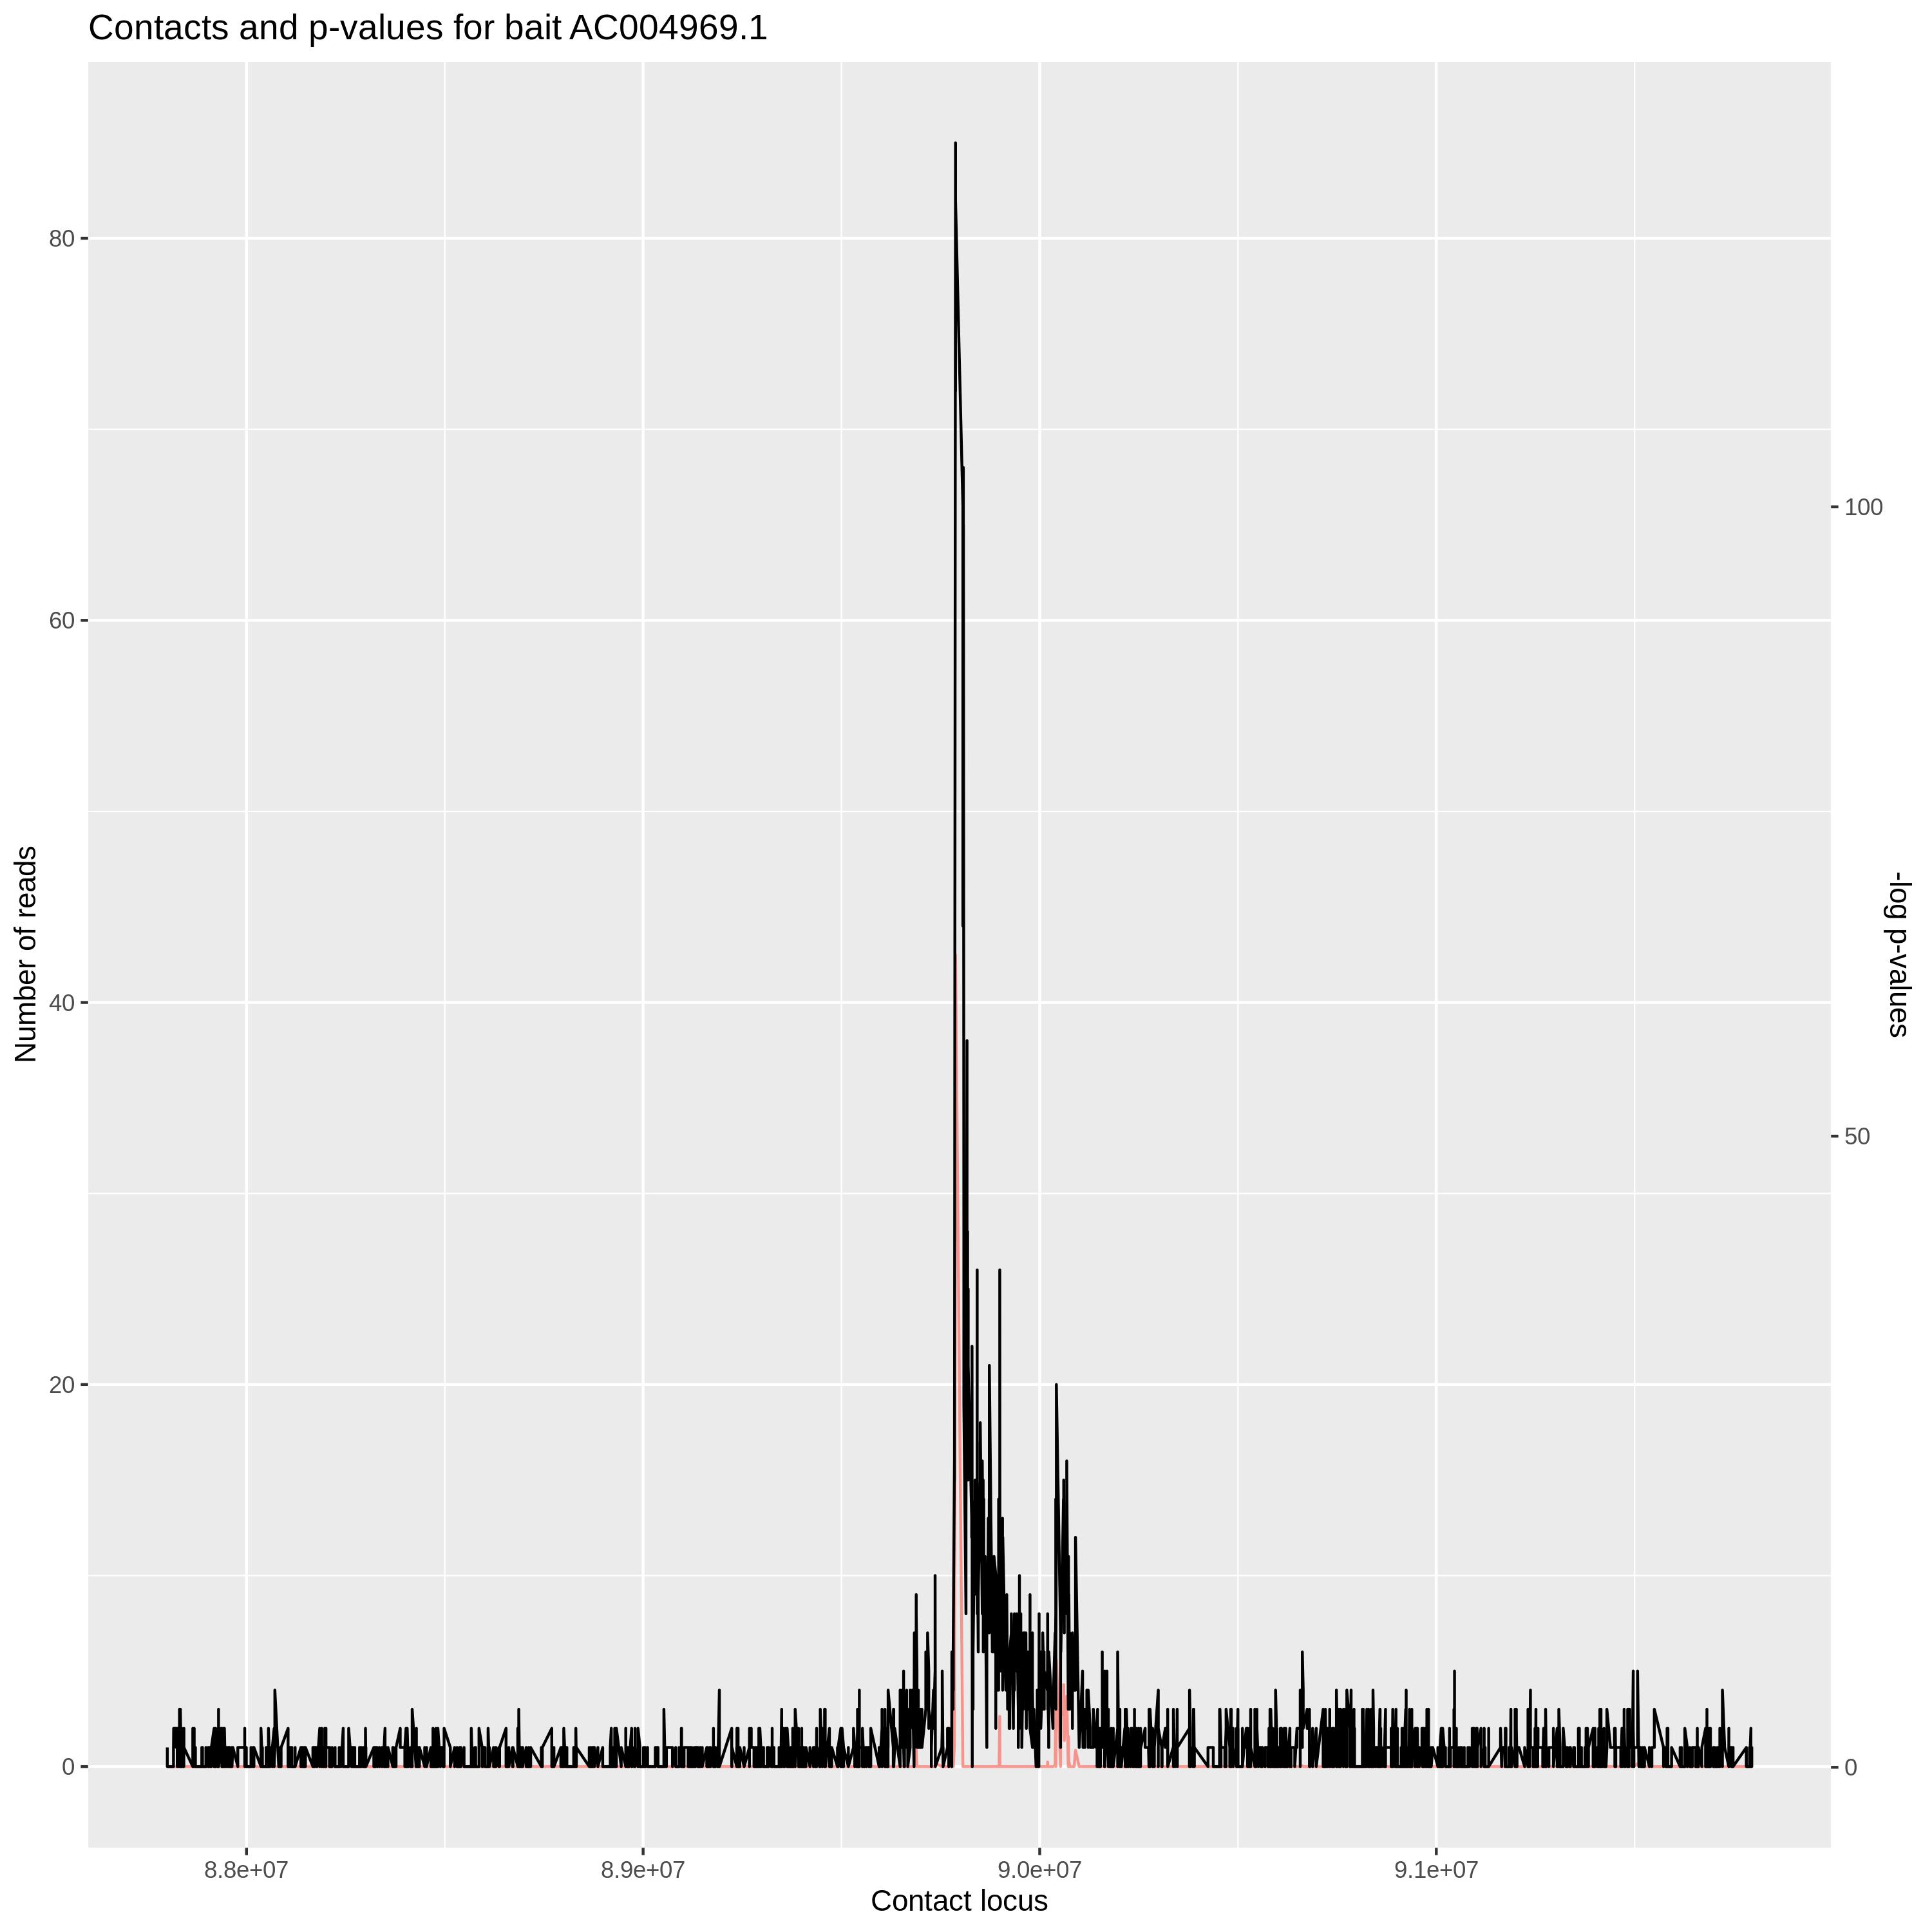 Contacts and p-values for bait AC004969.1
80
60
40
20
0
Number of reads
100
50
0
-log p-values
8.8e+07
8.9e+07
9.0e+07
9.1e+07
Contact locus